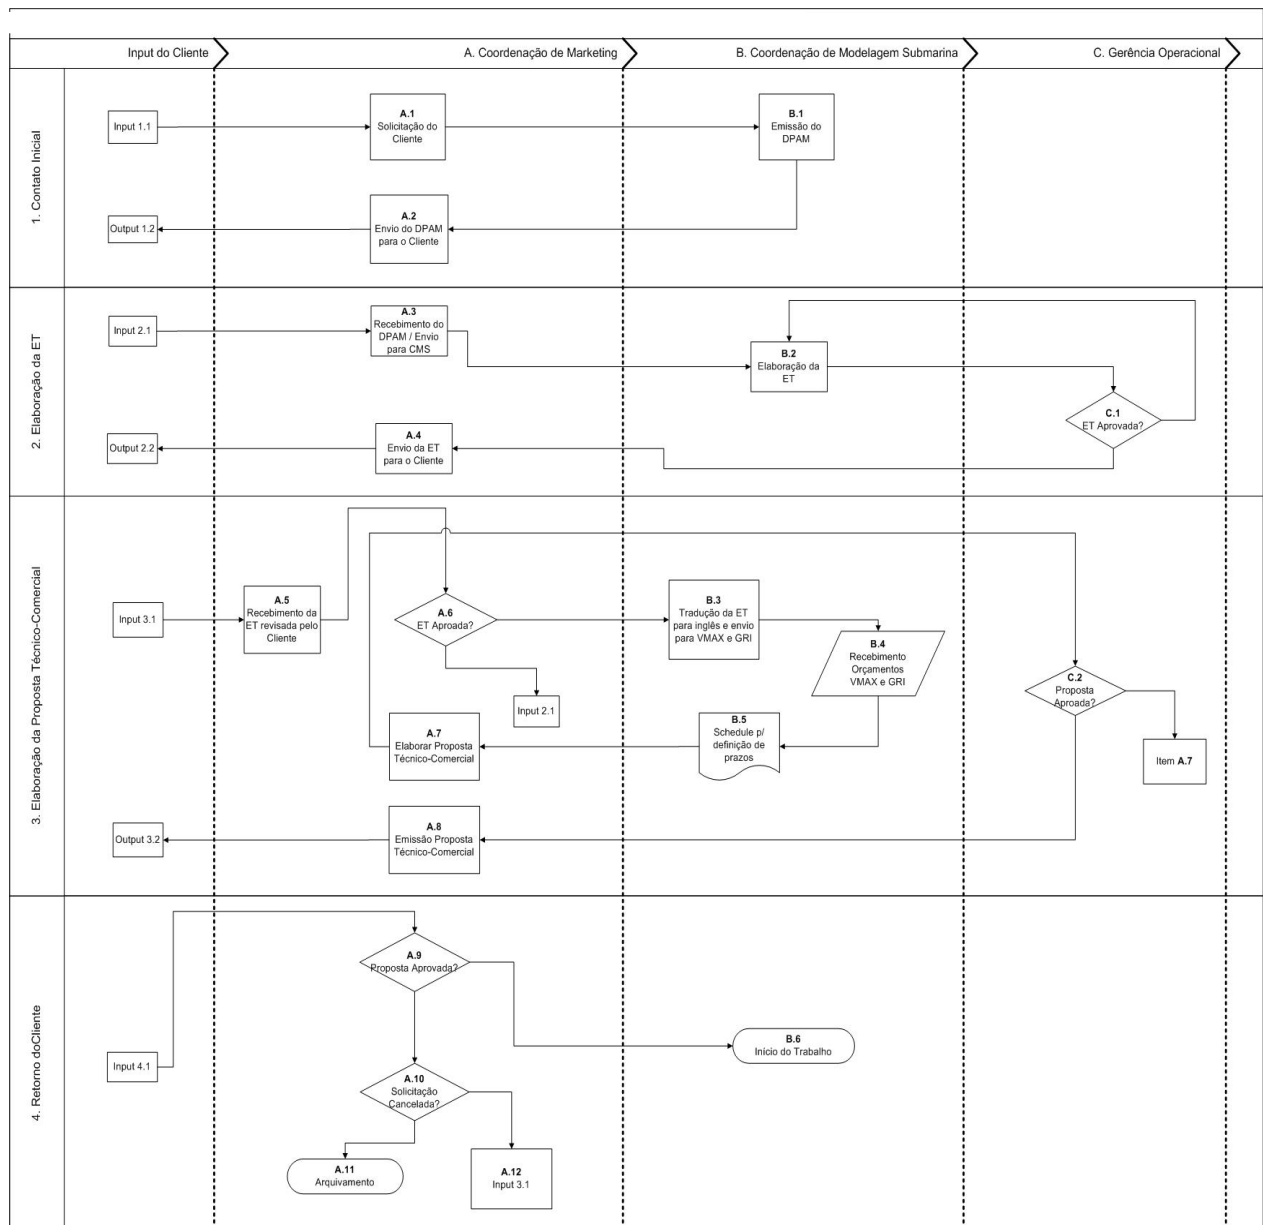 Input do Cliente
A. Coordenação de Marketing
B. Coordenação de Modelagem Submarina
C. Gerência Operacional
1. Contato Inicial
Input 1.1
A.1
Solicitação do
Cliente
B.1
Emissão do
DPAM
Output 1.2
A.2
Envio do DPAM
para o Cliente
2. Elaboração da ET
Input 2.1
A.3
Recebimento do
DPAM / Envio
para CMS
B.2
Elaboração da
ET
C.1
ET Aprovada?
Output 2.2
A.4
Envio da ET
para o Cliente
3. Elaboração da Proposta Técnico-Comercial
Input 3.1
A.5
Recebimento da
ET revisada pelo
Cliente
A.6
ET Aproada?
B.3
Tradução da ET
para inglês e envio
para VMAX e GRI
B.4
Recebimento
Orçamentos
VMAX e GRI
C.2
Proposta
Aproada?
Input 2.1
A.7
Elaborar Proposta
Técnico-Comercial
B.5
Schedule p/
definição de
prazos
Item A.7
Output 3.2
A.8
Emissão Proposta
Técnico-Comercial
4. Retorno doCliente
A.9
Proposta Aprovada?
Input 4.1
B.6
Início do Trabalho
A.10
Solicitação
Cancelada?
A.11
Arquivamento
A.12
Input 3.1